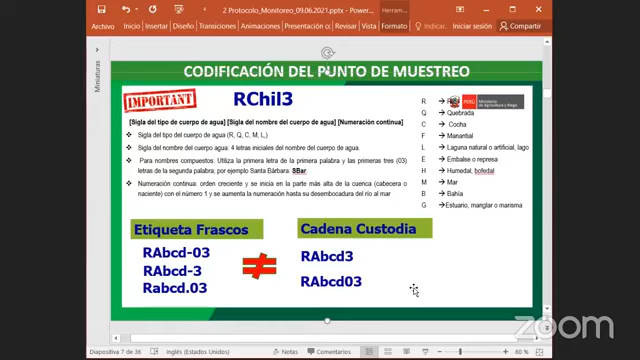 2 Protocolo_Monitoreo_09.06.2021.pptx - Power... Herram...
Archivo Inicio Insertar Diseño Transiciones Animaciones Presentación co Revisar Vista Formato Indicar... Iniciar sesión Compartir
Miniaturas
CODIFICACIÓN DEL PUNTO DE MUESTREO
IMPORTANT
RChil3
[Sigla del tipo de cuerpo de agua] [Sigla del nombre del cuerpo de agua] [Numeración continua]
Sigla del tipo de cuerpo de agua (R, Q, C, M, L,)
Sigla del nombre del cuerpo de agua: 4 letras iniciales del nombre del cuerpo de agua.
Para nombres compuestos: Utiliza la primera letra de la primera palabra y las primeras tres (03)
letras de la segunda palabra; por ejemplo Santa Bárbara: SBar
Numeración continua: orden creciente y se inicia en la parte más alta de la cuenca (cabecera o
naciente) con el número 1 y se aumenta la numeración hasta su desembocadura del río al mar
R
PERÚ Ministerio de Agricultura y Riego
Q Quebrada
C Cocha
F Manantial
L Laguna natural o artificial, lago
E Embalse o represa
H Humedal, bofedal
M Mar
B Bahía
G Estuario, manglar o marisma
Etiqueta Frascos
RAbcd-03
RAbcd-3
Rabcd.03
Cadena Custodia
RAbcd3
RAbcd03
zoom
Diapositiva 7 de 36 Inglés (Estados Unidos) Notas Comentarios 60 %